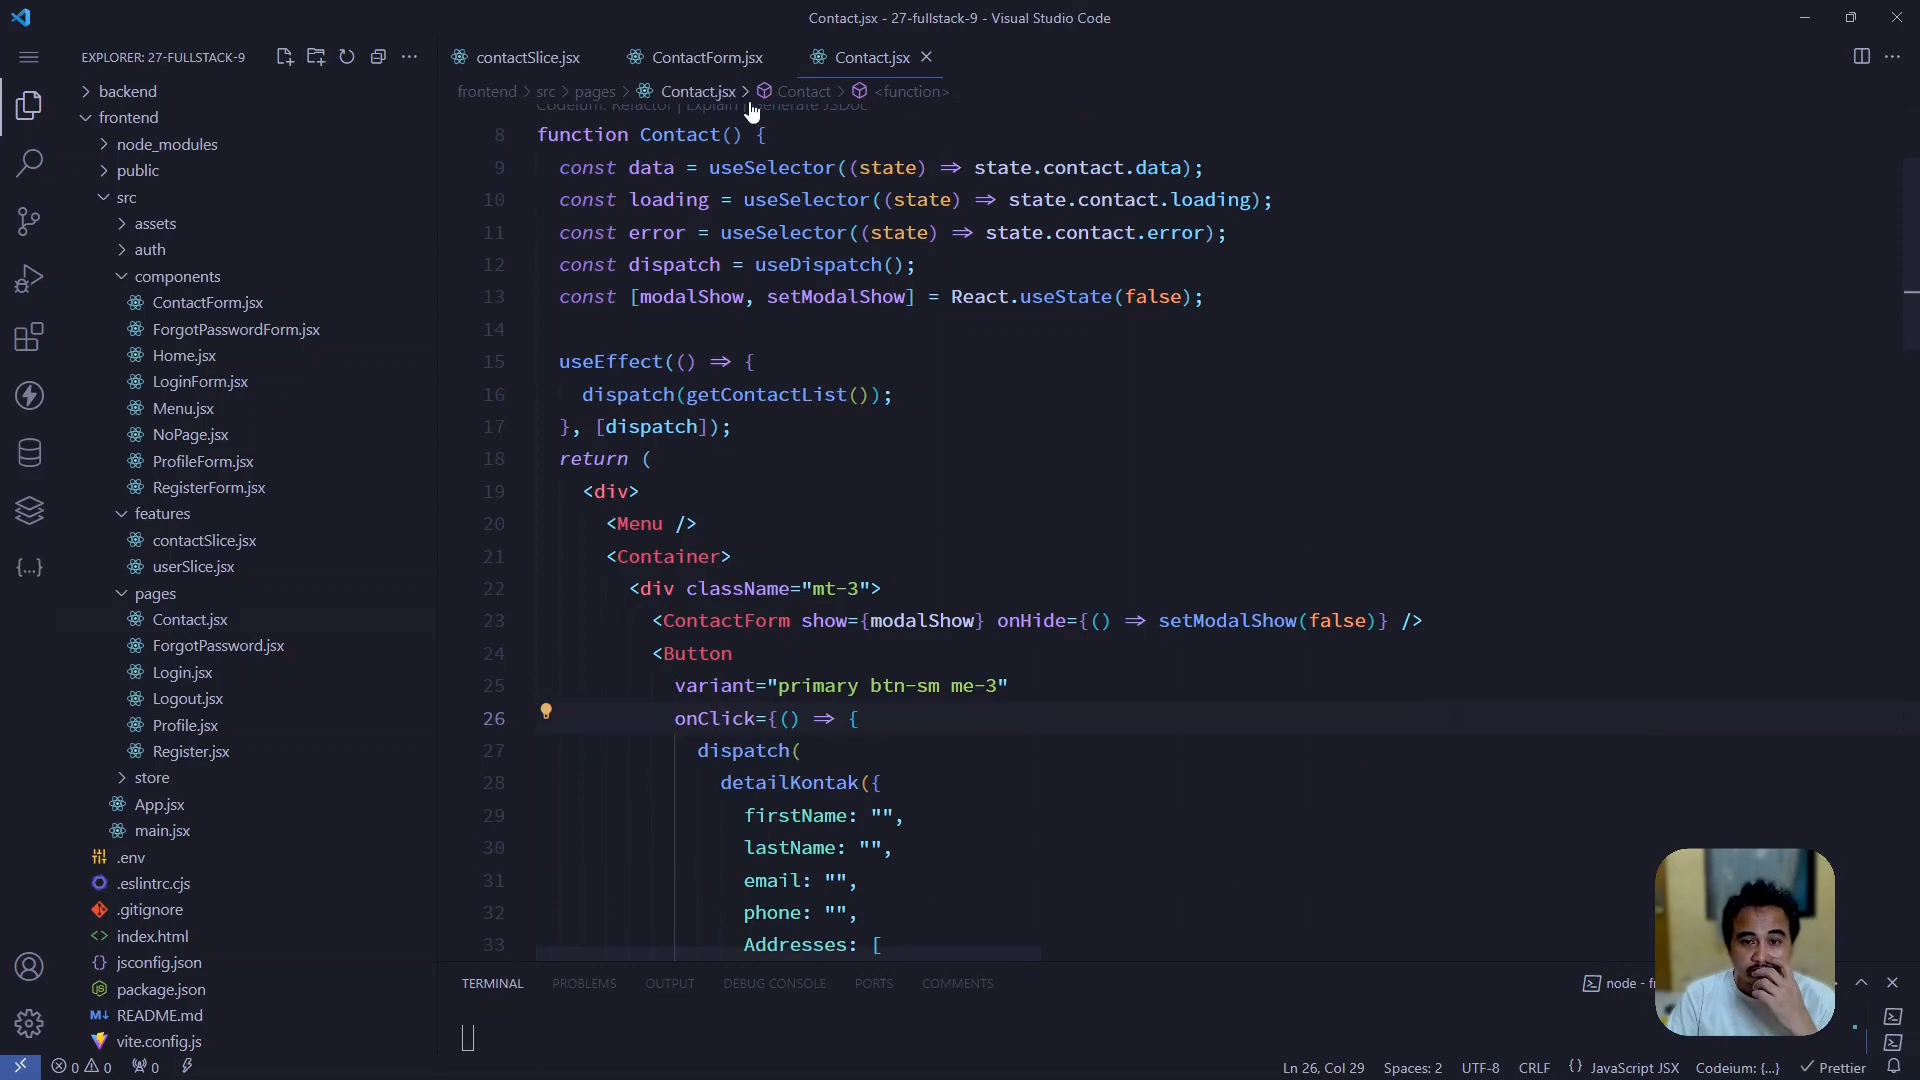 Contact.jsx - 27-fullstack-9 - Visual Studio Code
EXPLORER: 27-FULLSTACK-9
backend
frontend
node_modules
public
src
assets
auth
components
ContactForm.jsx
ForgotPasswordForm.jsx
Home.jsx
LoginForm.jsx
Menu.jsx
NoPage.jsx
ProfileForm.jsx
RegisterForm.jsx
features
contactSlice.jsx
userSlice.jsx
pages
Contact.jsx
ForgotPassword.jsx
Login.jsx
Logout.jsx
Profile.jsx
Register.jsx
store
App.jsx
main.jsx
.env
.eslintrc.cjs
.gitignore
index.html
jsconfig.json
package.json
README.md
vite.config.js
contactSlice.jsx ContactForm.jsx Contact.jsx
frontend > src > pages > Contact.jsx > Contact > <function>
Codeium: Refactor | Explain | Generate JSDoc
8 function Contact() {
9 const data = useSelector((state) => state.contact.data);
10 const loading = useSelector((state) => state.contact.loading);
11 const error = useSelector((state) => state.contact.error);
12 const dispatch = useDispatch();
13 const [modalShow, setModalShow] = React.useState(false);
14
15 useEffect(() => {
16 dispatch(getContactList());
17 }, [dispatch]);
18 return (
19 <div>
20 <Menu />
21 <Container>
22 <div className="mt-3">
23 <ContactForm show={modalShow} onHide={() => setModalShow(false)} />
24 <Button
25 variant="primary btn-sm me-3"
26 onClick={() => {
27 dispatch(
28 detailKontak({
29 firstName: "",
30 lastName: "",
31 email: "",
32 phone: "",
33 Addresses: [
TERMINAL PROBLEMS OUTPUT DEBUG CONSOLE PORTS COMMENTS
node - f
0 0 0
Ln 26, Col 29 Spaces: 2 UTF-8 CRLF {} JavaScript JSX Codeium: {...} Prettier